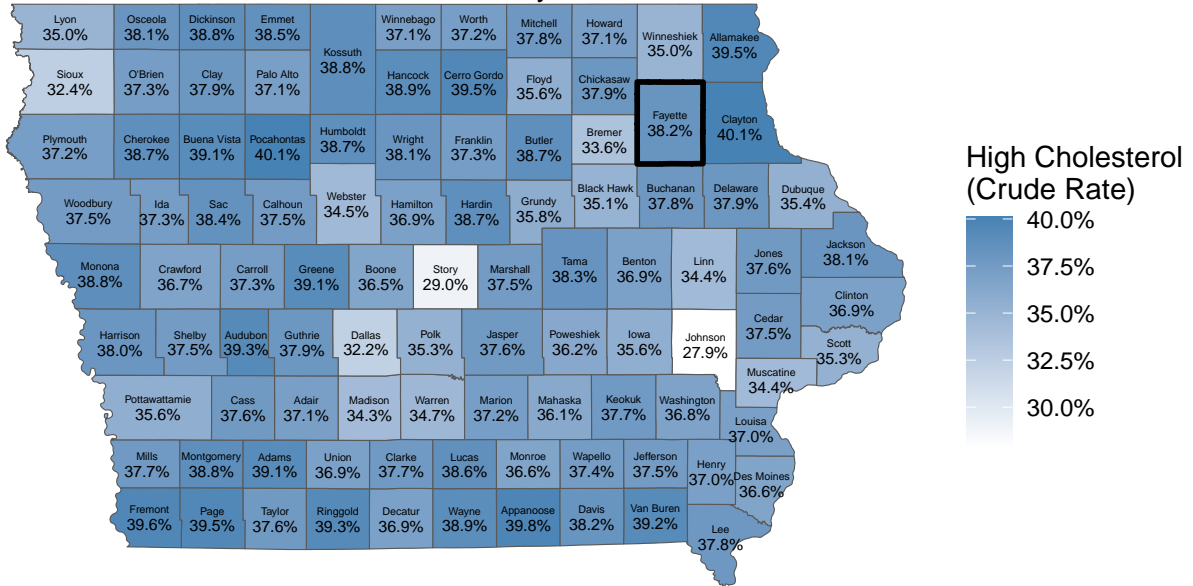 Lyon
35.0%
Osceola
38.1%
Dickinson
38.8%
Emmet
38.5%
Kossuth
38.8%
Winnebago
37.1%
Worth
37.2%
Mitchell
37.8%
Howard
37.1%
Winneshiek
35.0%
Allamakee
39.5%
Sioux
32.4%
O'Brien
37.3%
Clay
37.9%
Palo Alto
37.1%
Hancock
38.9%
Cerro Gordo
39.5%
Floyd
35.6%
Chickasaw
37.9%
Fayette
38.2%
Clayton
40.1%
Plymouth
37.2%
Cherokee
38.7%
Buena Vista
39.1%
Pocahontas
40.1%
Humboldt
38.7%
Wright
38.1%
Franklin
37.3%
Butler
38.7%
Bremer
33.6%
Woodbury
37.5%
Ida
37.3%
Sac
38.4%
Calhoun
37.5%
Webster
34.5%
Hamilton
36.9%
Hardin
38.7%
Grundy
35.8%
Black Hawk
35.1%
Buchanan
37.8%
Delaware
37.9%
Dubuque
35.4%
Monona
38.8%
Crawford
36.7%
Carroll
37.3%
Greene
39.1%
Boone
36.5%
Story
29.0%
Marshall
37.5%
Tama
38.3%
Benton
36.9%
Linn
34.4%
Jones
37.6%
Jackson
38.1%
Clinton
36.9%
Harrison
38.0%
Shelby
37.5%
Audubon
39.3%
Guthrie
37.9%
Dallas
32.2%
Polk
35.3%
Jasper
37.6%
Poweshiek
36.2%
Iowa
35.6%
Johnson
27.9%
Cedar
37.5%
Scott
35.3%
Muscatine
34.4%
Pottawattamie
35.6%
Cass
37.6%
Adair
37.1%
Madison
34.3%
Warren
34.7%
Marion
37.2%
Mahaska
36.1%
Keokuk
37.7%
Washington
36.8%
Louisa
37.0%
Mills
37.7%
Montgomery
38.8%
Adams
39.1%
Union
36.9%
Clarke
37.7%
Lucas
38.6%
Monroe
36.6%
Wapello
37.4%
Jefferson
37.5%
Henry
37.0%
Des Moines
36.6%
Fremont
39.6%
Page
39.5%
Taylor
37.6%
Ringgold
39.3%
Decatur
36.9%
Wayne
38.9%
Appanoose
39.8%
Davis
38.2%
Van Buren
39.2%
Lee
37.8%
High Cholesterol
(Crude Rate)
40.0%
37.5%
35.0%
32.5%
30.0%